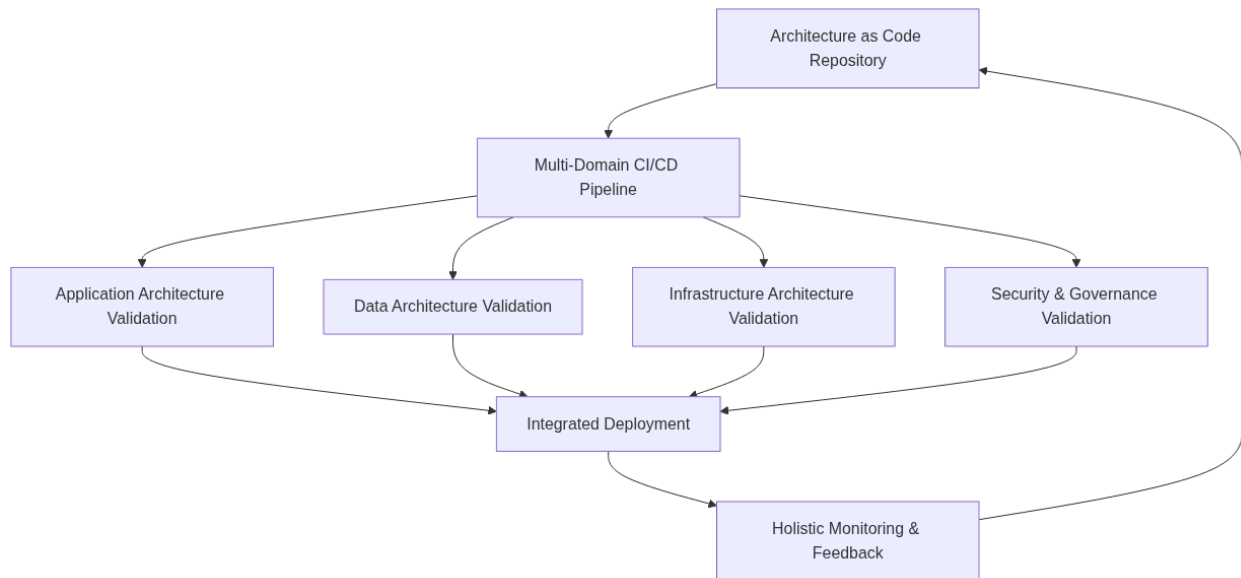 Architecture as Code
Repository
Multi-Domain CI/CD
Pipeline
Application Architecture
Validation
Data Architecture Validation
Infrastructure Architecture
Validation
Security & Governance
Validation
Integrated Deployment
Holistic Monitoring &
Feedback